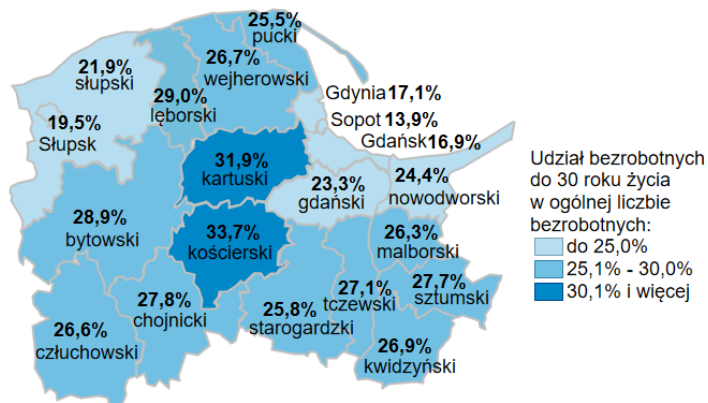 25,5%
pucki
21,9%
słupski
26,7%
wejherowski
29,0%
lęborski
Gdynia 17,1%
Sopot 13,9%
Gdańsk 16,9%
19,5%
Słupsk
31,9%
kartuski
23,3%
gdański
24,4%
nowodworski
28,9%
bytowski
33,7%
kościerski
26,3%
malborski
27,8%
chojnicki
25,8%
starogardzki
27,1%
tczewski
27,7%
sztumski
26,6%
człuchowski
26,9%
kwidzyński
Udział bezrobotnych
do 30 roku życia
w ogólnej liczbie
bezrobotnych:
do 25,0%
25,1% - 30,0%
30,1% i więcej